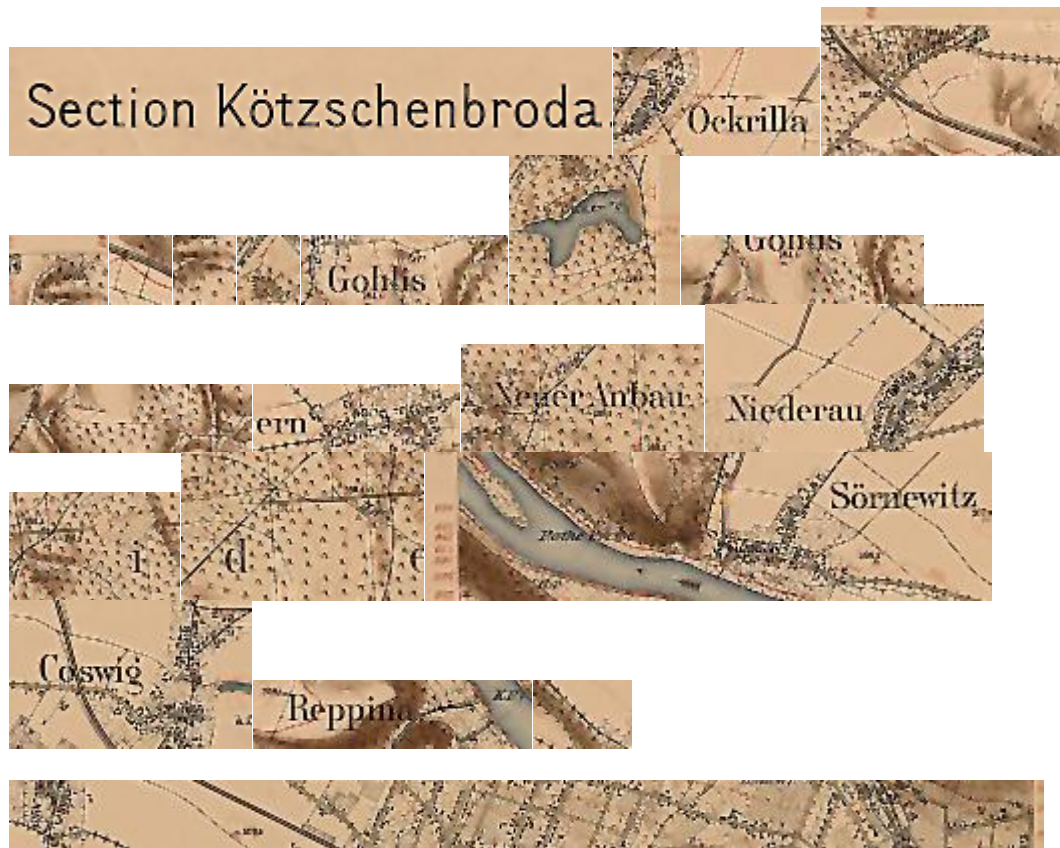 Section Kötzschenbroda
Ockrilla
Gohlis
Gohlis
ern
Neuer Anbau
Niederau
i
d
e
Sörnewitz
Coswig
Reppina